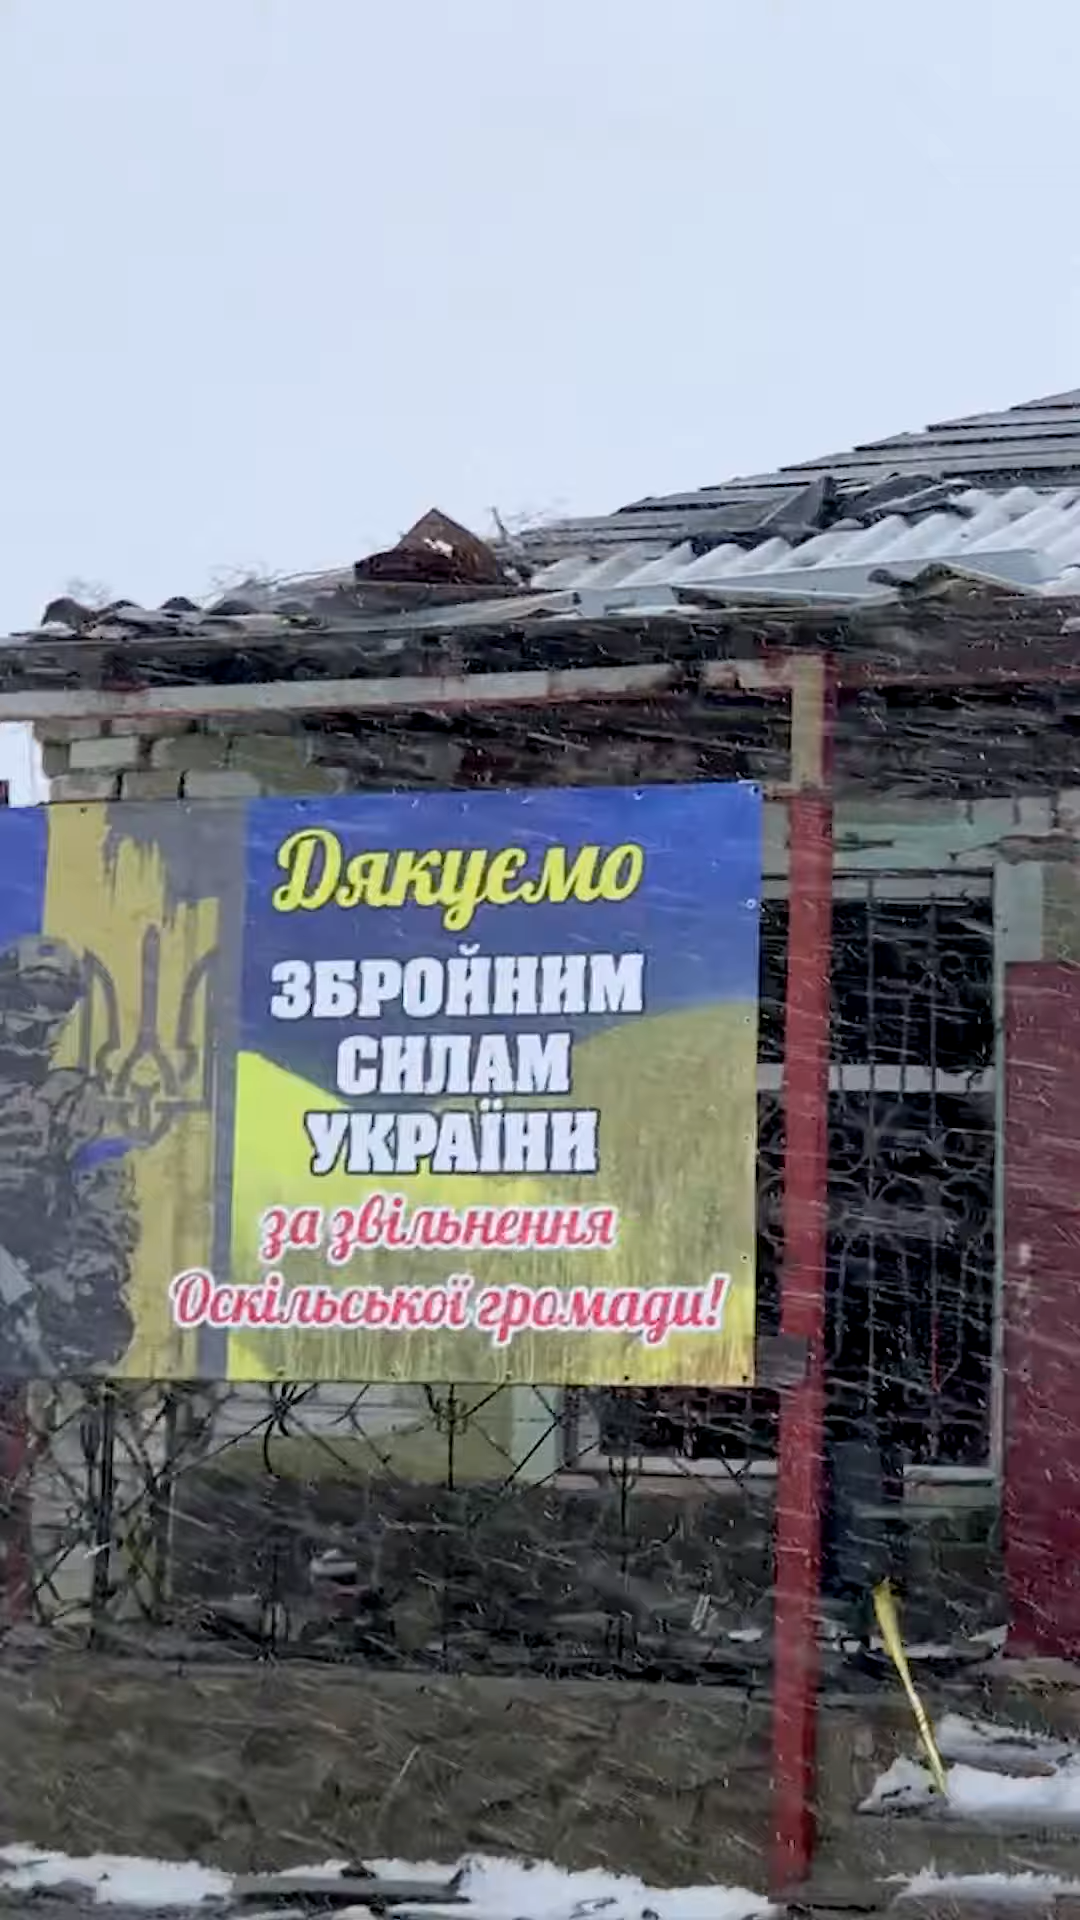 Дякуємо
ЗБРОЙНИМ
СИЛАМ
УКРАЇНИ
за звільнення
Оскільської громади!